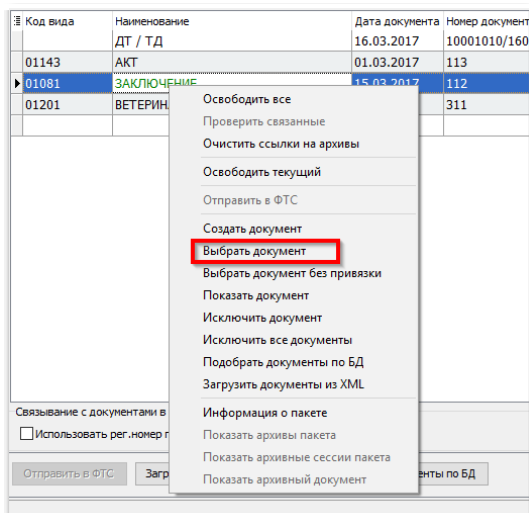 Код вида Наименование Дата документа Номер документ
ДТ / ТД 16.03.2017 10001010/160
01143 АКТ 01.03.2017 113
01081 ЗАКЛЮЧЕНИЕ 15.03.2017 112
01201 ВЕТЕРИН 311
Освободить все
Проверить связанные
Очистить ссылки на архивы
Освободить текущий
Отправить в ФТС
Создать документ
Выбрать документ
Выбрать документ без привязки
Показать документ
Исключить документ
Исключить все документы
Подобрать документы по БД
Загрузить документы из XML
Информация о пакете
Показать архивы пакета
Показать архивные сессии пакета
Показать архивный документ
Связывание с документами в
Использовать рег.номер
Отправить в ФТС Загр енты по БД